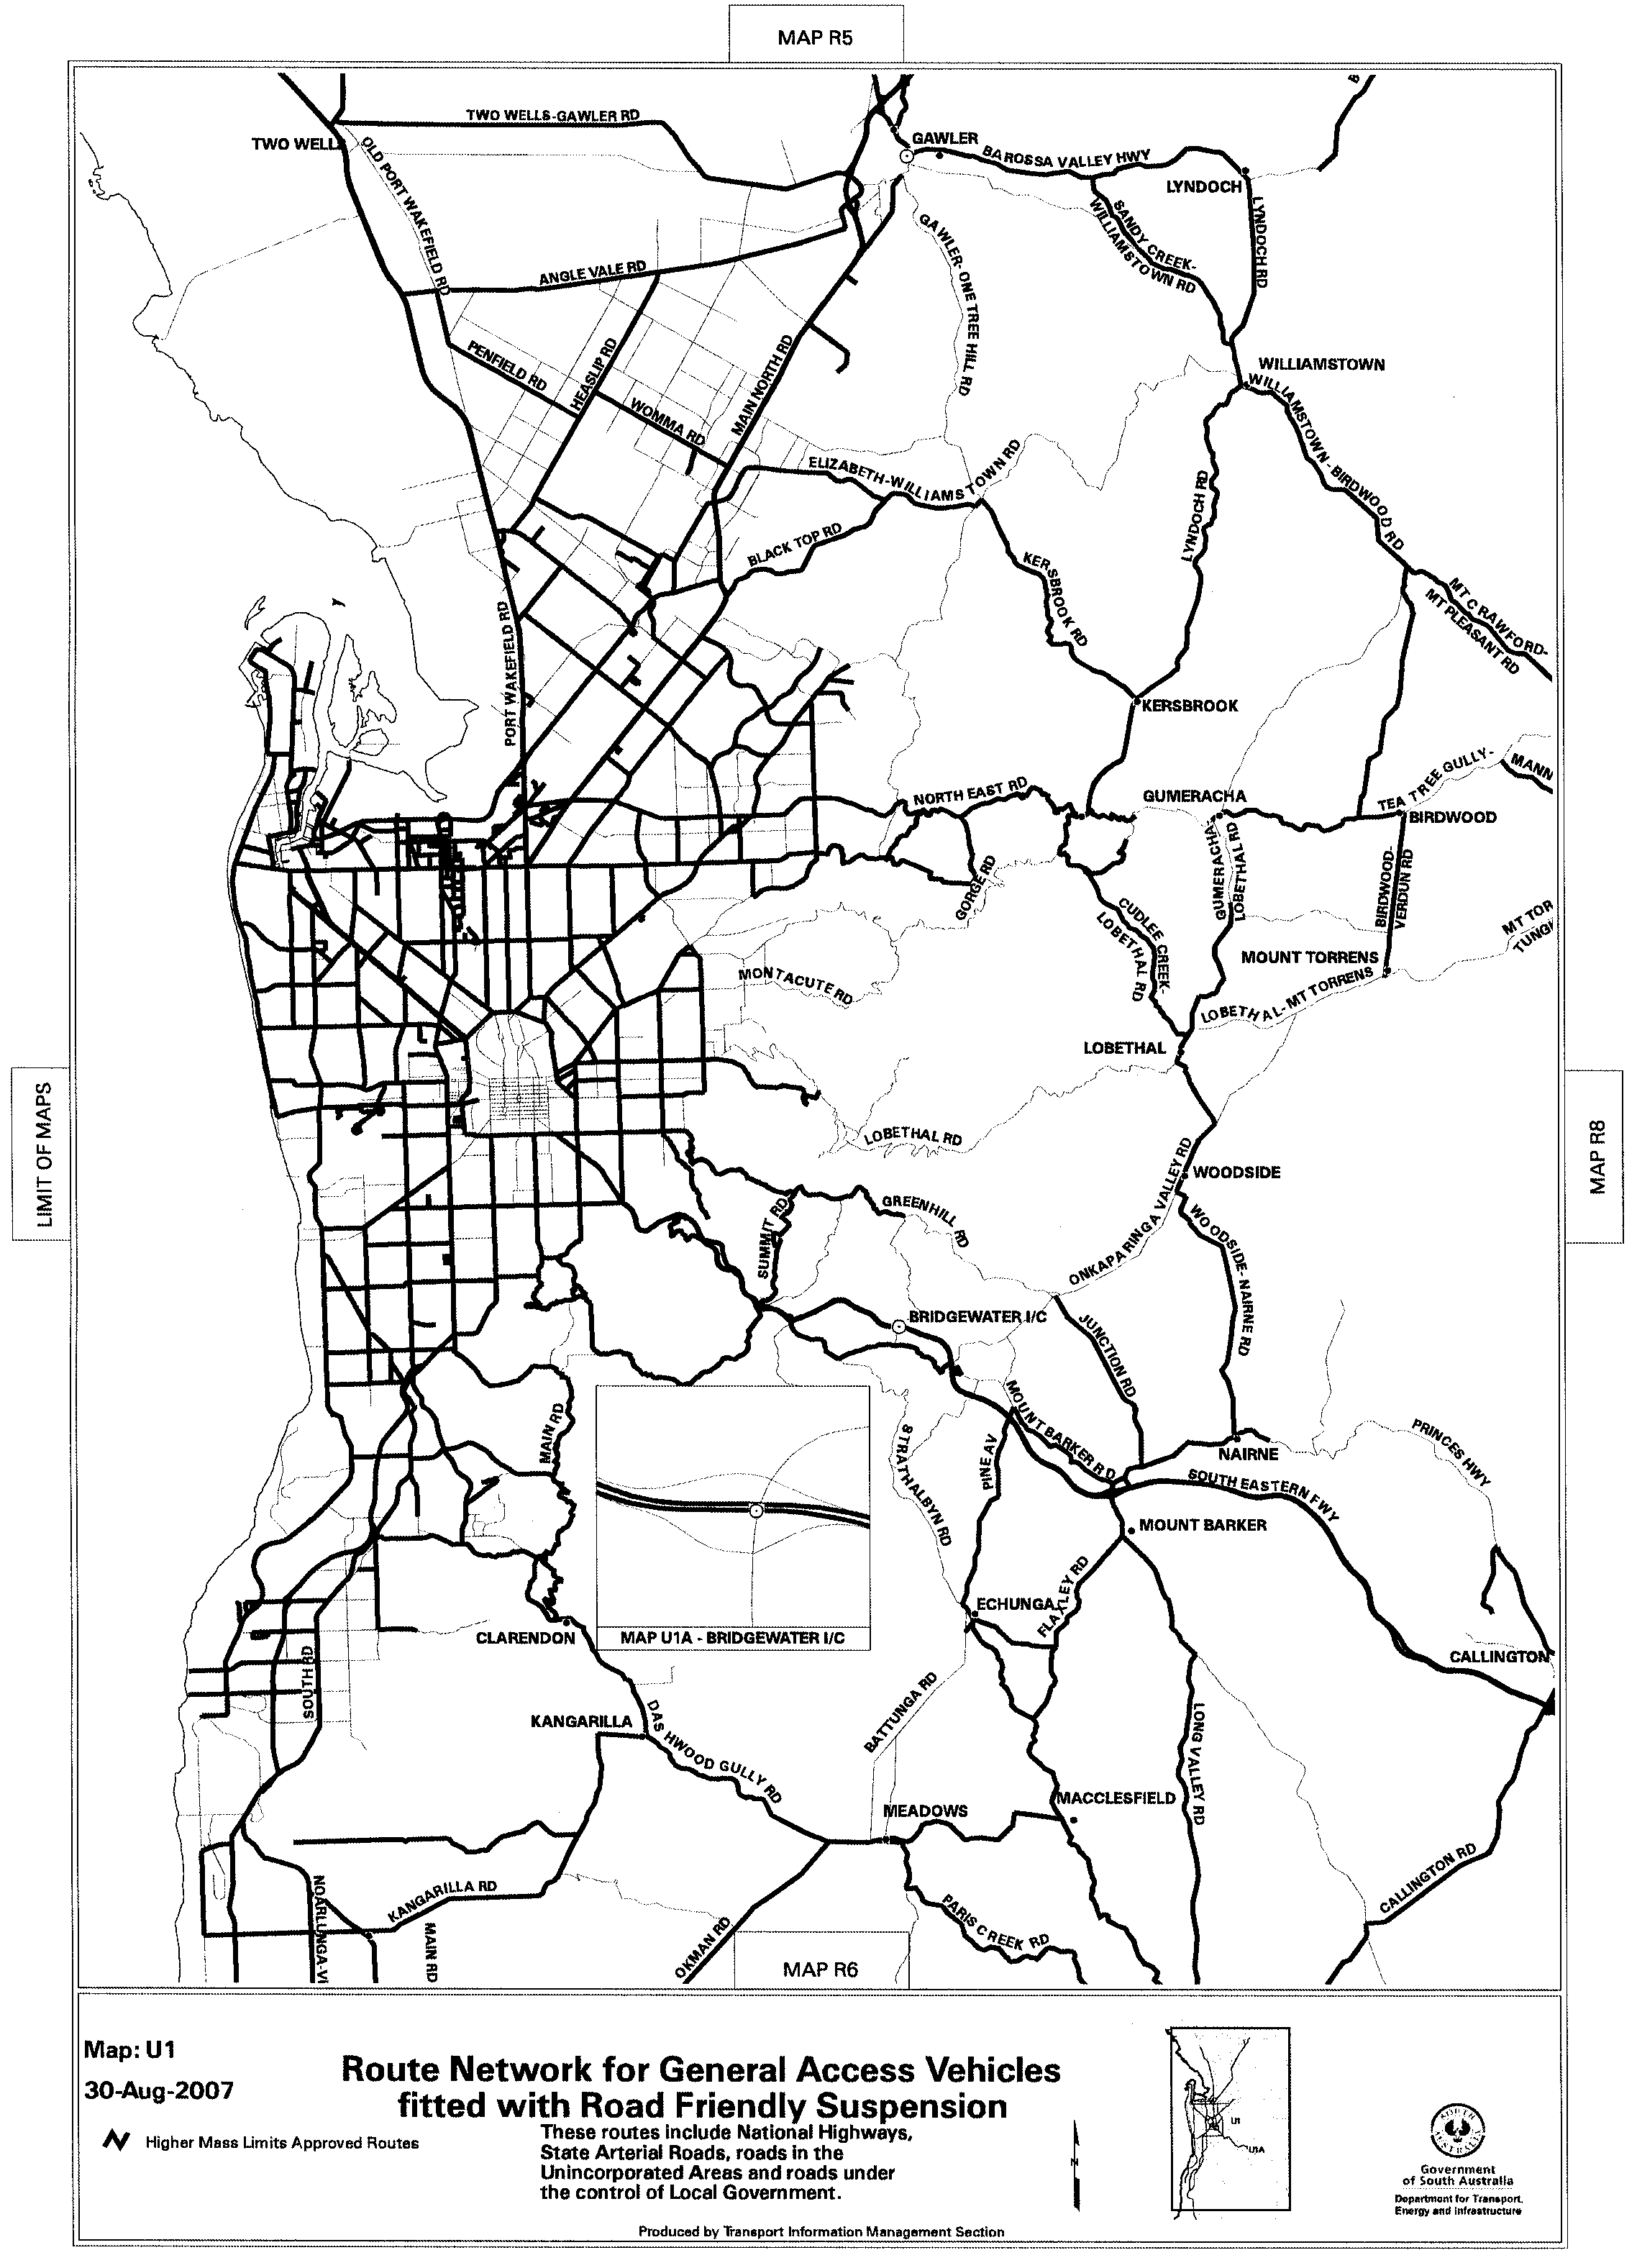 MAP R5
TWO WELLS-GAWLER RD
TWO WELLS
GAWLER
BAROSSA VALLEY HWY
LYNDOCH
OLD PORT WAKEFIELD RD
SANDY CREEK-
WILLIAMSTOWN RD
LYNDOCH RD
GAWLER-ONE TREE HILL RD
ANGLE VALE RD
PENFIELD RD
HEASLIP RD
WOMMA RD
MAIN NORTH RD
WILLIAMSTOWN
WILLIAMSTOWN-BIRDWOOD RD
ELIZABETH-WILLIAMSTOWN RD
LYNDOCH RD
BLACK TOP RD
KERSBROOK RD
MT CRAWFORD-
MT PLEASANT RD
PORT WAKEFIELD RD
KERSBROOK
NORTH EAST RD
GUMERACHA
TEA TREE GULLY-
MANN
BIRDWOOD
GORGE RD
GUMERACHA-
LOBETHAL RD
BIRDWOOD-
VERDUN RD
CUDLEE CREEK-
LOBETHAL RD
MT TOR
TUNG
MOUNT TORRENS
MONTACUTE RD
LOBETHAL-MT TORRENS
LOBETHAL
LIMIT OF MAPS
MAP R8
LOBETHAL RD
WOODSIDE
ONKAPARINGA VALLEY RD
GREENHILL RD
SUMMIT RD
WOODSIDE-NAIRNE RD
BRIDGEWATER I/C
JUNCTION RD
MOUNT BARKER RD
MAIN RD
STRATHALBYN RD
PINE AV
NAIRNE
PRINCES HWY
SOUTH EASTERN FWY
MOUNT BARKER
ECHUNGA
FLAXLEY RD
CLARENDON
MAP U1A - BRIDGEWATER I/C
CALLINGTON
SOUTH RD
BATTUNGA RD
KANGARILLA
DASHWOOD GULLY RD
LONG VALLEY RD
MACCLESFIELD
MEADOWS
CALLINGTON RD
KANGARILLA RD
NOARLUNGA-VI
MAIN RD
OKMAN RD
PARIS CREEK RD
MAP R6
Map: U1
30-Aug-2007
Higher Mass Limits Approved Routes
Route Network for General Access Vehicles
fitted with Road Friendly Suspension
These routes include National Highways,
State Arterial Roads, roads in the
Unincorporated Areas and roads under
the control of Local Government.
N
U1
U1A
SOUTH
AUSTRALIA
Government
of South Australia
Department for Transport,
Energy and Infrastructure
Produced by Transport Information Management Section